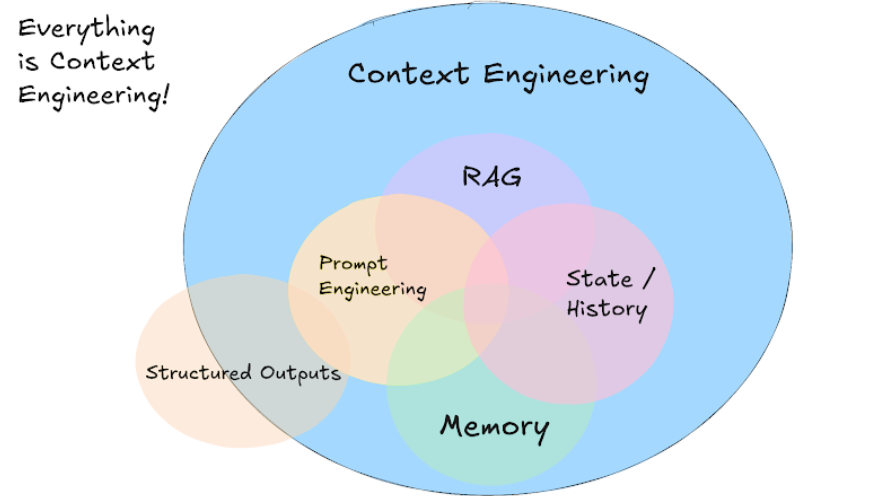 Everything
is Context
Engineering!
Context Engineering
RAG
Prompt
Engineering
State /
History
Structured Outputs
Memory